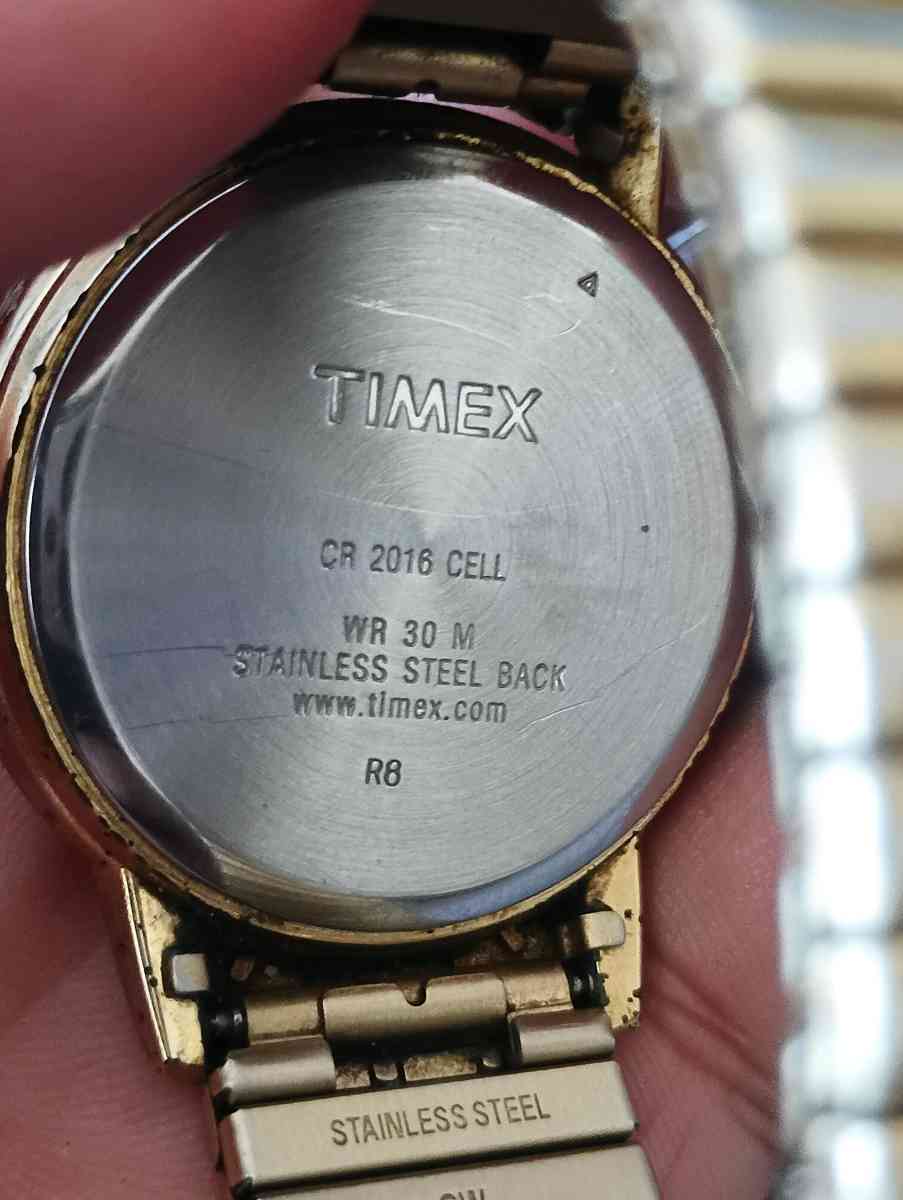 TIMEX
CR 2016 CELL
WR 30 M
STAINLESS STEEL BACK
www.timex.com
R8
STAINLESS STEEL